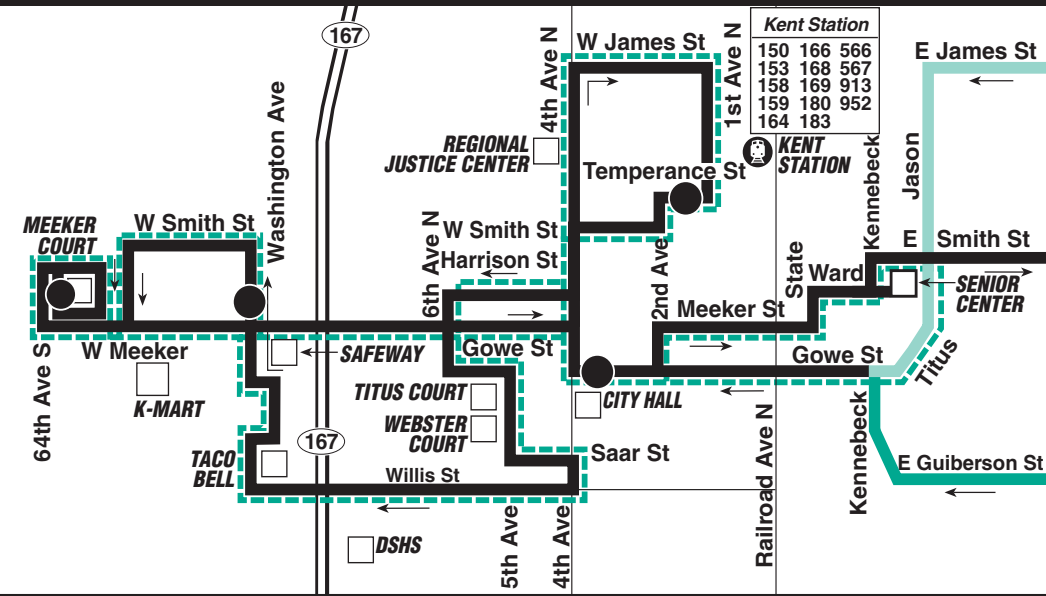 167
4th Ave N
W James St
1st Ave N
Kent Station
150 166 566
153 168 567
158 169 913
159 180 952
164 183
E James St
Washington Ave
REGIONAL
JUSTICE CENTER
KENT
STATION
Kennebeck
Jason
Temperance St
MEEKER
COURT
W Smith St
6th Ave N
W Smith St
Harrison St
2nd Ave
State
Ward
E Smith St
SENIOR
CENTER
Meeker St
64th Ave S
W Meeker
SAFEWAY
Gowe St
Gowe St
Titus
K-MART
TITUS COURT
WEBSTER
COURT
CITY HALL
Railroad Ave N
Kennebeck
167
TACO
BELL
Saar St
Willis St
E Guiberson St
5th Ave
4th Ave
DSHS